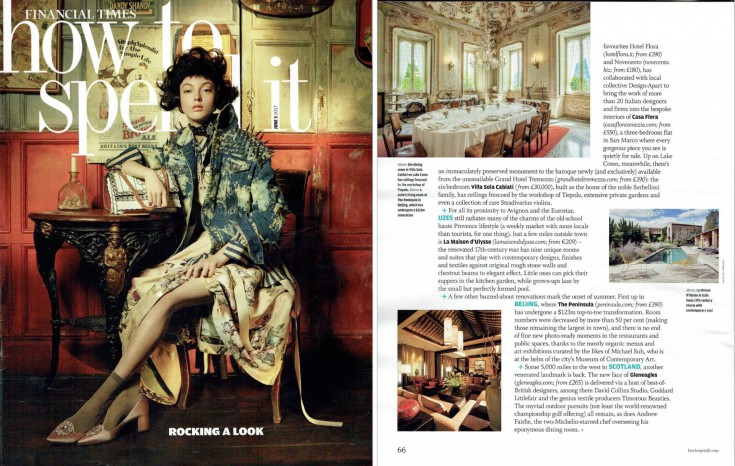 FINANCIAL TIMES
how to
spend it
JUNE 3 2017
DANDY SHANDY
Simply Splendid
for the
Simple Life
ALE
BRITAIN'S BEST BEERS
ROCKING A LOOK
favourites Hotel Flora
(hotelflora.it; from £190)
and Novecento (novecento.
biz; from £180), has
collaborated with local
collective Design-Apart to
bring the work of more
than 20 Italian designers
and firms into the bespoke
interiors of Casa Flora
(casafloravenezia.com; from
£550), a three-bedroom flat
in San Marco where every
gorgeous piece you see is
quietly for sale. Up on Lake
Como, meanwhile, there's
an immaculately preserved monument to the baroque newly (and exclusively) available
from the unassailable Grand Hotel Tremezzo (grandhoteltremezzo.com; from €390): the
six-bedroom Villa Sola Cabiati (from £30,000), built as the home of the noble Serbelloni
family, has ceilings frescoed by the workshop of Tiepolo, extensive private gardens and
even a collection of rare Stradivarius violins.
+ For all its proximity to Avignon and the Eurostar,
UZES still radiates many of the charms of the old-school
haute Provence lifestyle (a weekly market with more locals
than tourists, for one thing). Just a few miles outside town
is La Maison d'Ulysse (lamaisondulysse.com; from €209) –
the renovated 17th-century mas has nine unique rooms
and suites that play with contemporary designs, finishes
and textiles against original rough stone walls and
chestnut beams to elegant effect. Little ones can pick their
suppers in the kitchen garden, while grown-ups laze by
the small but perfectly formed pool.
+ A few other buzzed-about renovations mark the onset of summer. First up in
BEIJING, where The Peninsula (peninsula.com; from £390)
has undergone a $123m top-to-toe transformation. Room
numbers were decreased by more than 50 per cent (making
those remaining the largest in town), and there is no end
of fine new photo-ready moments in the restaurants and
public spaces, thanks to the mostly organic menus and
art exhibitions curated by the likes of Michael Suh, who is
at the helm of the city's Museum of Contemporary Art.
+ Some 5,000 miles to the west in SCOTLAND, another
venerated landmark is back. The new face of Gleneagles
(gleneagles.com; from £265) is delivered via a host of best-of-
British designers, among them David Collins Studio, Goddard
Littlefair and the genius textile producers Timorous Beasties.
The myriad outdoor pursuits (not least the world-renowned
championship golf offering) all remain, as does Andrew
Fairlie, the two-Michelin-starred chef overseeing his
eponymous dining room. +
Above: the dining
room in Villa Sola
Cabiati on Lake Como
has ceilings frescoed
by the workshop of
The Peninsula in
Beijing, which has
undergone a $123m
renovation
66
howtospendit.com